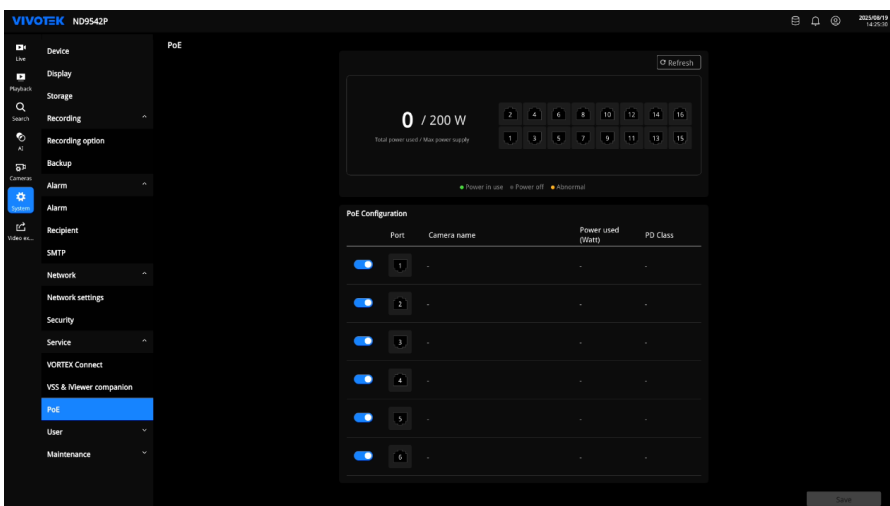 VIVOTEK ND9542P
2025/08/19
14:25:30
Live
Playback
Search
AI
Cameras
System
Video ex...
Device
Display
Storage
Recording
Recording option
Backup
Alarm
Alarm
Recipient
SMTP
Network
Network settings
Security
Service
VORTEX Connect
VSS & iViewer companion
PoE
User
Maintenance
PoE
Refresh
0 / 200 W
Total power used / Max power supply
2 4 6 8 10 12 14 16
1 3 5 7 9 11 13 15
Power in use Power off Abnormal
PoE Configuration
Port Camera name Power used (Watt) PD Class
1 - - -
2 - - -
3 - - -
4 - - -
5 - - -
6 - - -
Save